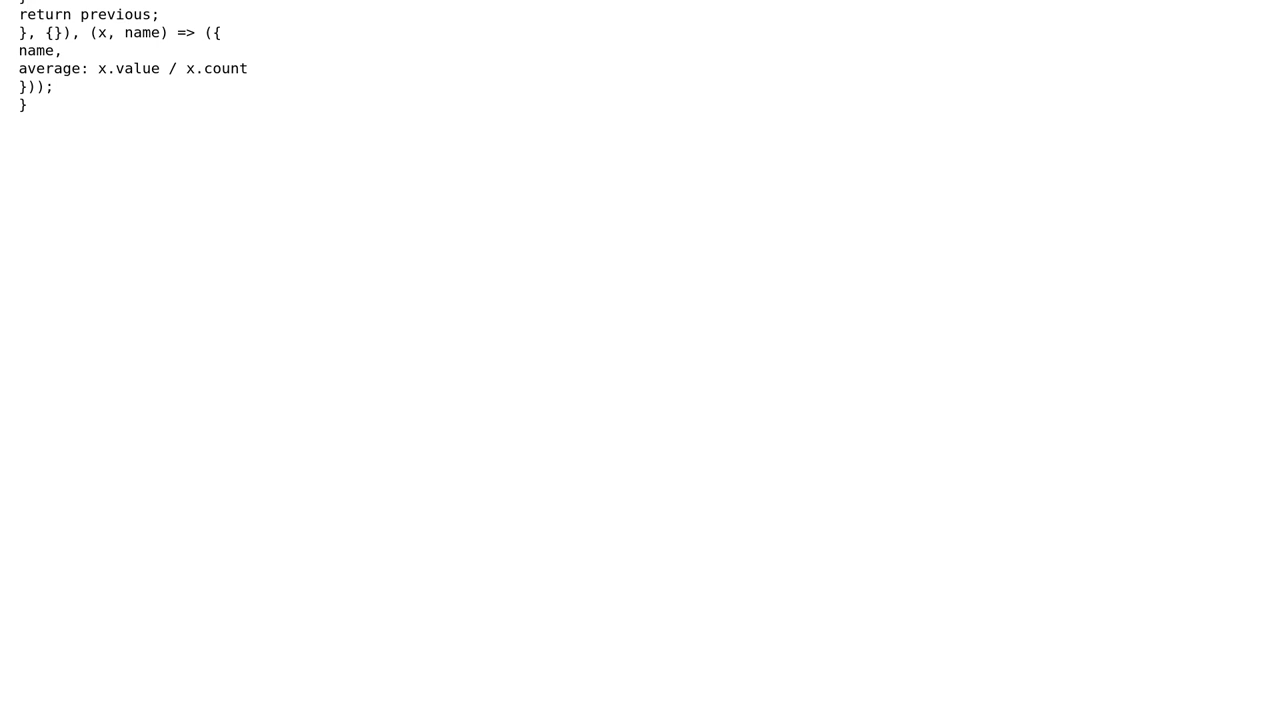 }
return previous;
}, {}), (x, name) => ({
name,
average: x.value / x.count
}));
}